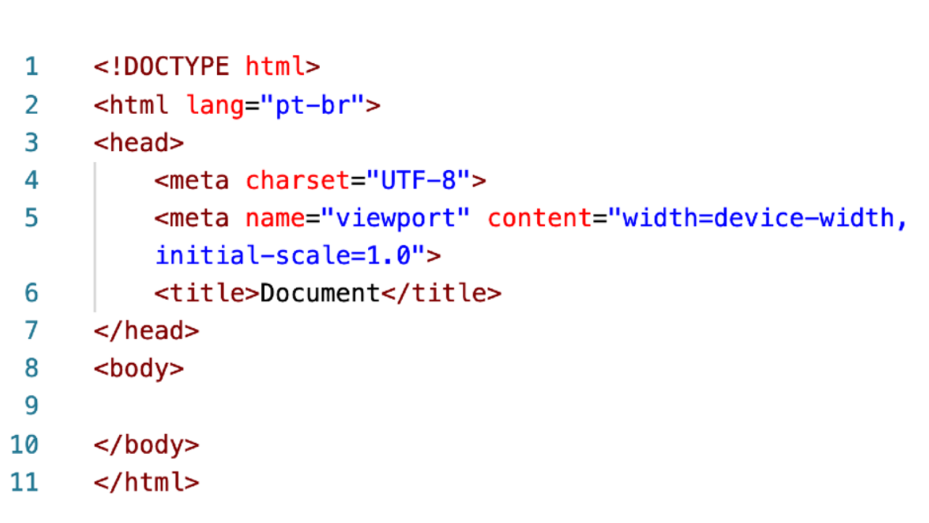 1 <!DOCTYPE html>
2 <html lang="pt-br">
3 <head>
4 <meta charset="UTF-8">
5 <meta name="viewport" content="width=device-width,
initial-scale=1.0">
6 <title>Document</title>
7 </head>
8 <body>
9
10 </body>
11 </html>